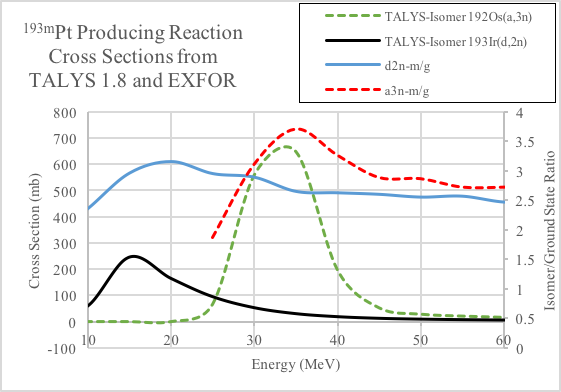 193mPt Producing Reaction
Cross Sections from
TALYS 1.8 and EXFOR
TALYS-Isomer 192Os(a,3n)
TALYS-Isomer 193Ir(d,2n)
d2n-m/g
a3n-m/g
800
700
600
500
400
300
200
100
0
-100
Cross Section (mb)
4
3.5
3
2.5
2
1.5
1
0.5
0
Isomer/Ground State Ratio
10 20 30 40 50 60
Energy (MeV)